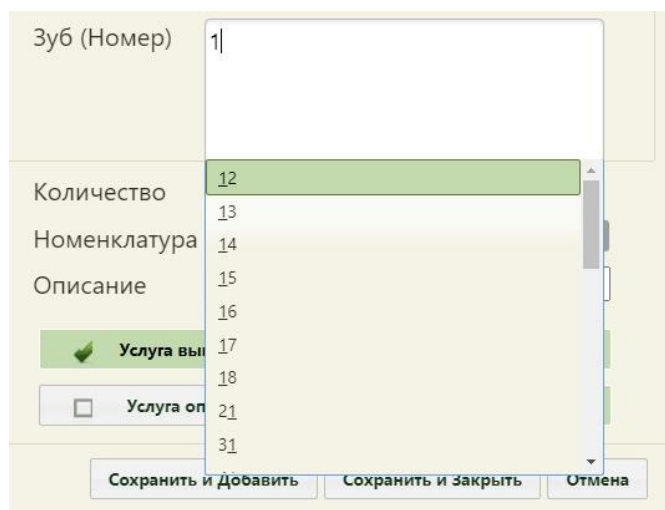 Зуб (Номер)
1
12
13
14
15
16
17
18
21
31
Количество
Номенклатура
Описание
Услуга вы
Услуга оп
Сохранить и Добавить
Сохранить и Закрыть
Отмена